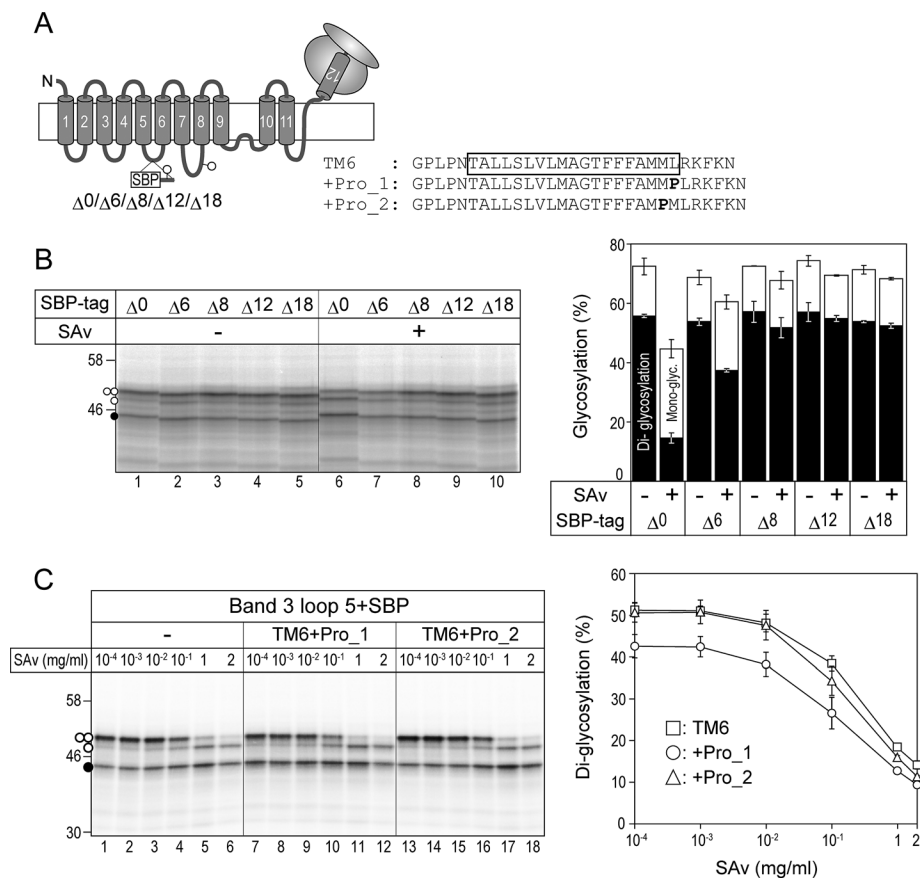 A
N
1 2 3 4 5 6 7 8 9 10 11 12
SBP
Δ0/Δ6/Δ8/Δ12/Δ18
TM6 : GPLPNTALLSLVLMAGTFFFAMMLRKFKN
+Pro_1: GPLPNTALLSLVLMAGTFFFAMMPRKFKN
+Pro_2: GPLPNTALLSLVLMAGTFFFAMPMLRKFKN
B
SBP-tag Δ0 Δ6 Δ8 Δ12 Δ18 Δ0 Δ6 Δ8 Δ12 Δ18
SAv - +
58
46
1 2 3 4 5 6 7 8 9 10
Glycosylation (%)
80
60
40
20
0
Di- glycosylation
Mono-glyc.
SAv - + - + - + - + - +
SBP-tag Δ0 Δ6 Δ8 Δ12 Δ18
C
Band 3 loop 5+SBP
- TM6+Pro_1 TM6+Pro_2
SAv (mg/ml) 10-4 10-3 10-2 10-1 1 2 10-4 10-3 10-2 10-1 1 2 10-4 10-3 10-2 10-1 1 2
58
46
30
1 2 3 4 5 6 7 8 9 10 11 12 13 14 15 16 17 18
Di-glycosylation (%)
60
50
40
30
20
10
0
□: TM6
○: +Pro_1
△: +Pro_2
10-4 10-3 10-2 10-1 1 2
SAv (mg/ml)